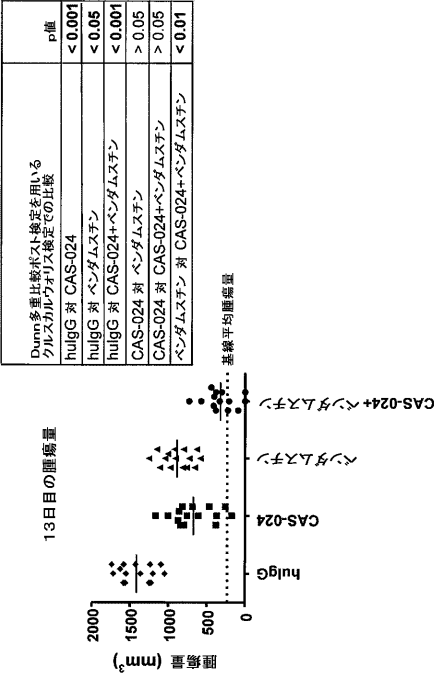 13日目の腫瘍量
腫瘍量 (mm³)
2000
1500
1000
500
0
huIgG
CAS-024
ベンダムスチン
CAS-024+ベンダムスチン
基線平均腫瘍量
Dunn多重比較ポスト検定を用いる
クルスカルウォリス検定での比較 p値
huIgG 対 CAS-024 < 0.001
huIgG 対 ベンダムスチン < 0.05
huIgG 対 CAS-024+ベンダムスチン < 0.001
CAS-024 対 ベンダムスチン > 0.05
CAS-024 対 CAS-024+ベンダムスチン > 0.05
ベンダムスチン 対 CAS-024+ベンダムスチン < 0.01